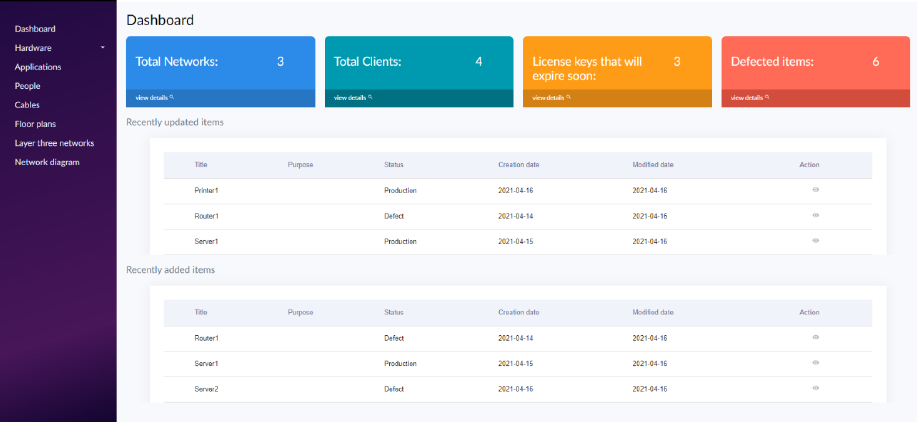 Dashboard
Hardware
Applications
People
Cables
Floor plans
Layer three networks
Network diagram
Dashboard
Total Networks: 3
view details
Total Clients: 4
view details
License keys that will
expire soon: 3
view details
Defected items: 6
view details
Recently updated items
Title Purpose Status Creation date Modified date Action
Printer1 Production 2021-04-16 2021-04-16
Router1 Defect 2021-04-14 2021-04-16
Server1 Production 2021-04-15 2021-04-16
Recently added items
Title Purpose Status Creation date Modified date Action
Router1 Defect 2021-04-14 2021-04-16
Server1 Production 2021-04-15 2021-04-16
Server2 Defect 2021-04-16 2021-04-16